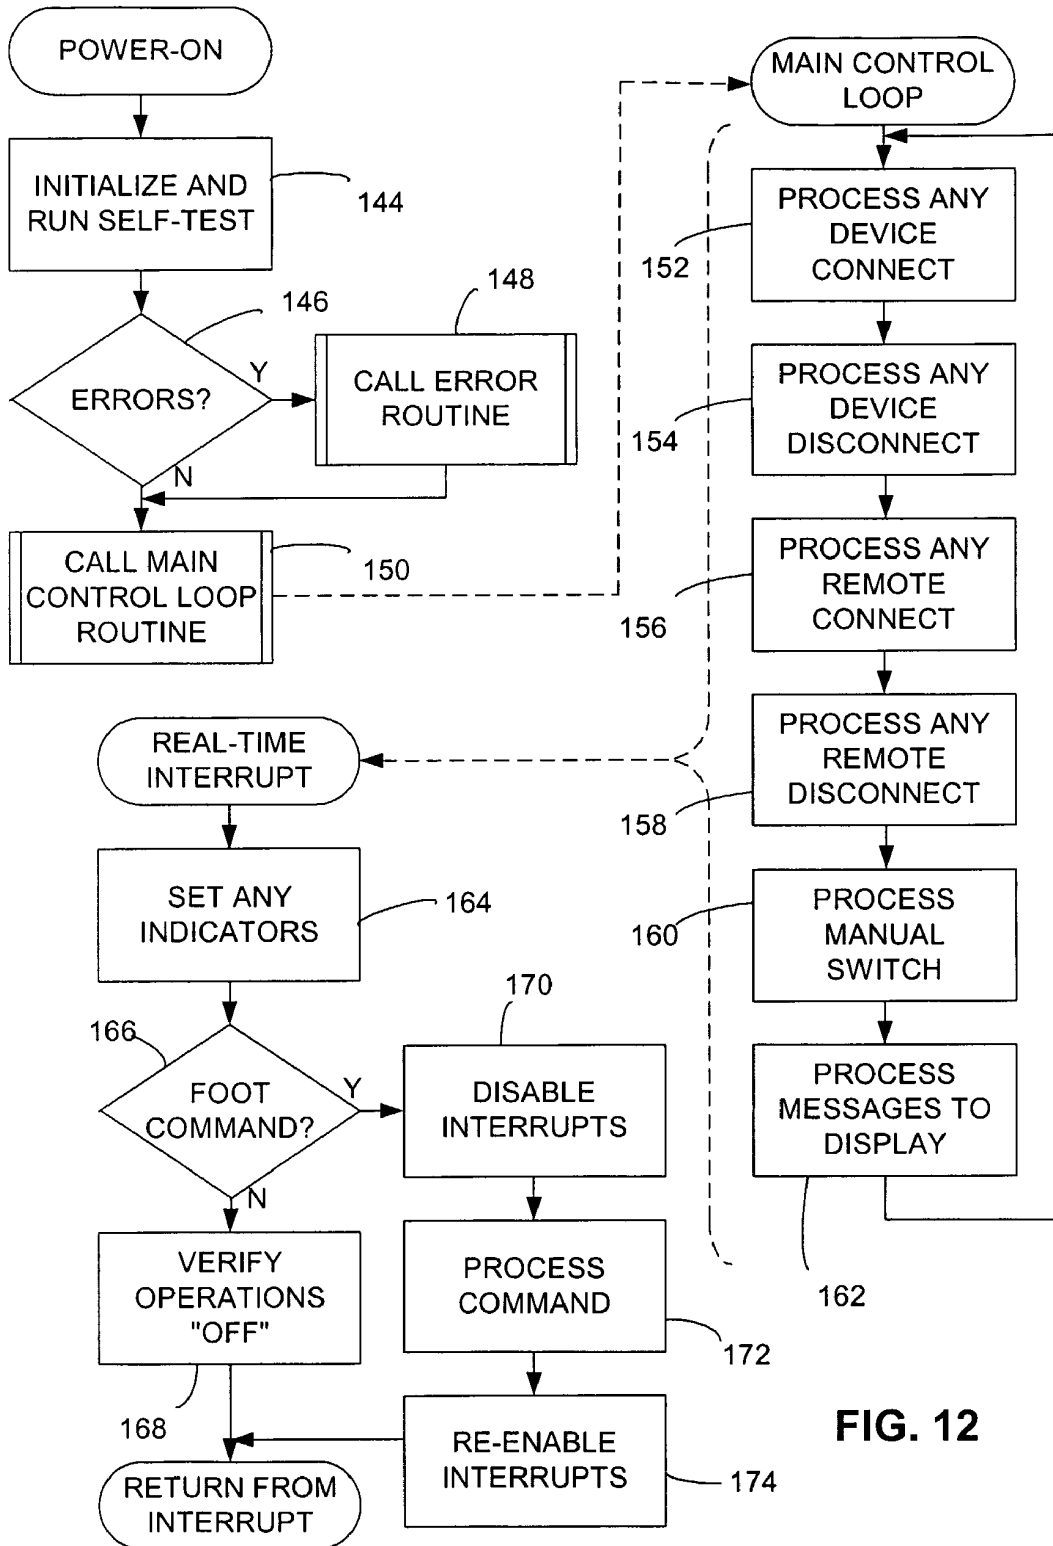 POWER-ON
INITIALIZE AND
RUN SELF-TEST
144
146
ERRORS?
Y
N
148
CALL ERROR
ROUTINE
CALL MAIN
CONTROL LOOP
ROUTINE
150
MAIN CONTROL
LOOP
PROCESS ANY
DEVICE
CONNECT
152
PROCESS ANY
DEVICE
DISCONNECT
154
PROCESS ANY
REMOTE
CONNECT
156
PROCESS ANY
REMOTE
DISCONNECT
158
PROCESS
MANUAL
SWITCH
160
PROCESS
MESSAGES TO
DISPLAY
162
REAL-TIME
INTERRUPT
SET ANY
INDICATORS
164
166
FOOT
COMMAND?
Y
N
170
DISABLE
INTERRUPTS
VERIFY
OPERATIONS
"OFF"
168
PROCESS
COMMAND
172
RE-ENABLE
INTERRUPTS
174
RETURN FROM
INTERRUPT
FIG. 12